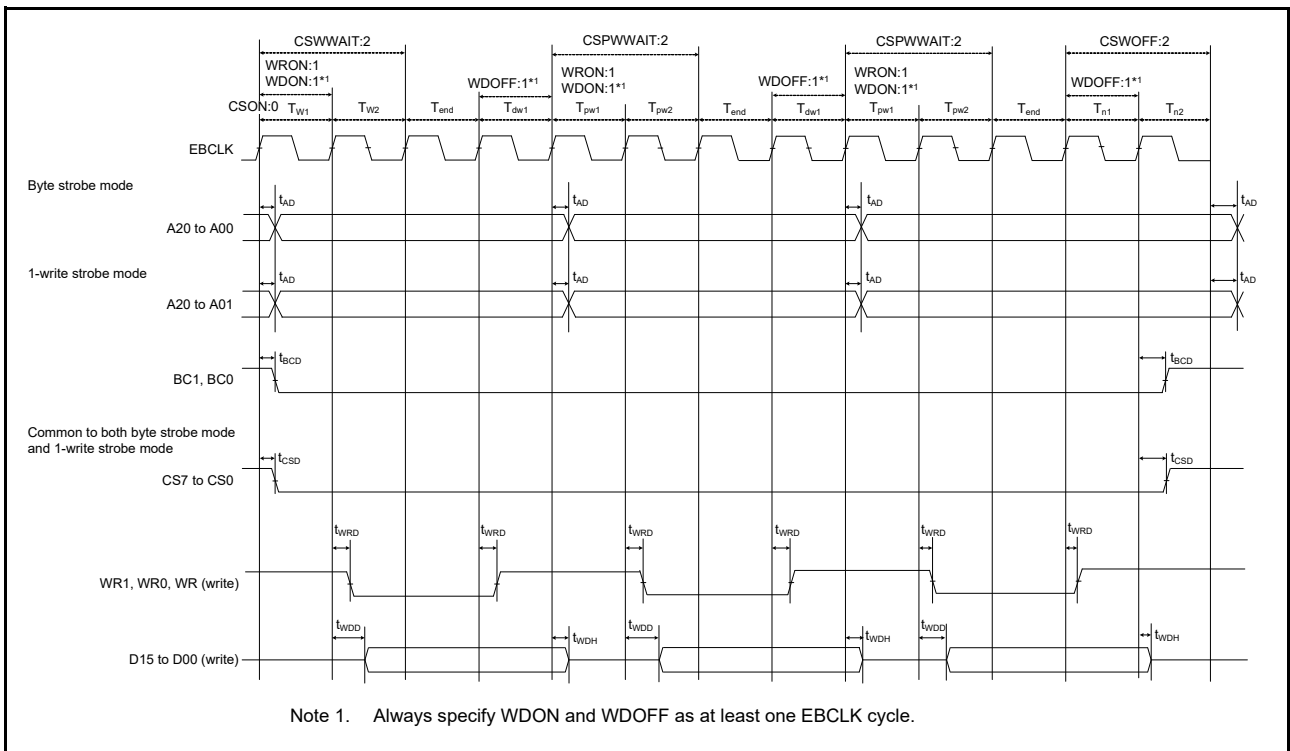 CSWWAIT:2 CSPWWAIT:2 CSPWWAIT:2 CSWOFF:2
WRON:1 WRON:1 WRON:1
WDON:1*1 WDOFF:1*1 WDON:1*1 WDOFF:1*1 WDON:1*1 WDOFF:1*1
CSON:0 TW1 TW2 Tend Tdw1 Tpw1 Tpw2 Tend Tdw1 Tpw1 Tpw2 Tend Tn1 Tn2
EBCLK
Byte strobe mode
tAD tAD tAD tAD
A20 to A00
1-write strobe mode
tAD tAD tAD tAD
A20 to A01
tBCD tBCD
BC1, BC0
Common to both byte strobe mode
and 1-write strobe mode
tCSD tCSD
CS7 to CS0
tWRD tWRD tWRD tWRD tWRD tWRD
WR1, WR0, WR (write)
tWDD tWDH tWDD tWDH tWDD tWDH
D15 to D00 (write)
Note 1. Always specify WDON and WDOFF as at least one EBCLK cycle.